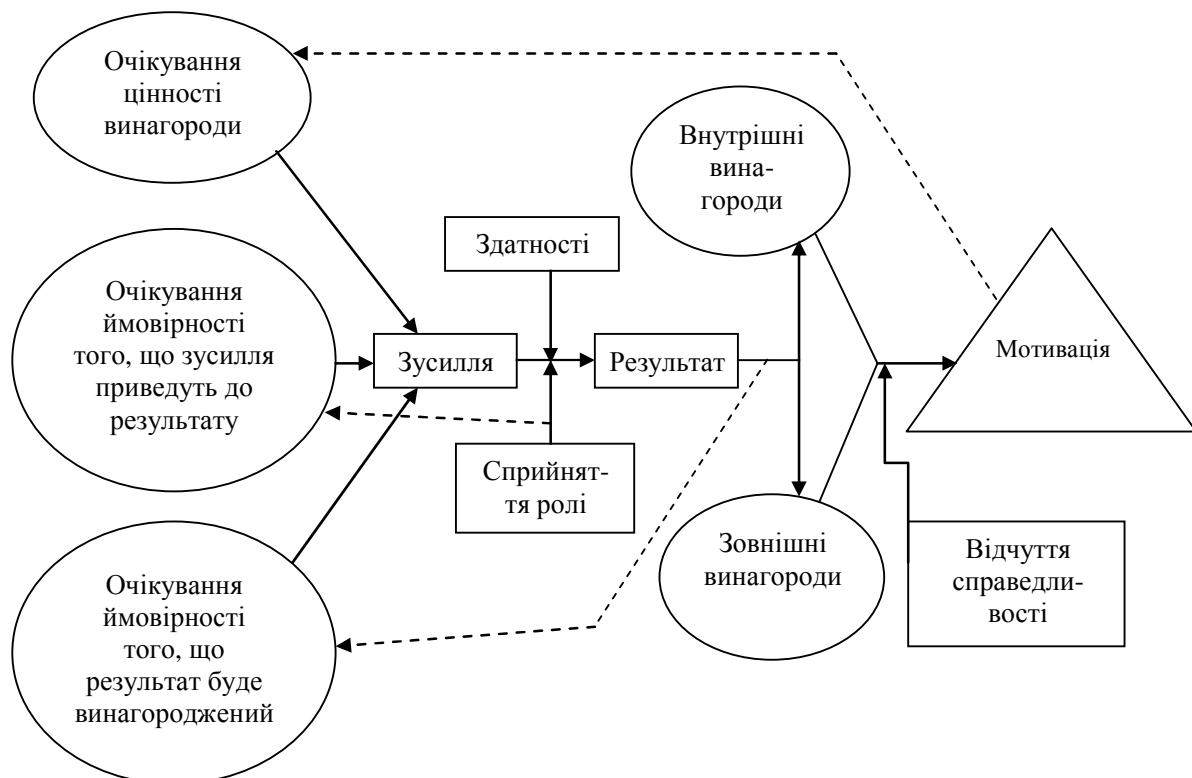 Очікування
цінності
винагороди
Внутрішні
вина-
городи
Здатності
Очікування
ймовірності
того, що зусилля
приведуть до
результату
Зусилля
Результат
Мотивація
Сприйнят-
тя ролі
Зовнішні
винагороди
Відчуття
справедли-
вості
Очікування
ймовірності
того, що
результат буде
винагороджений